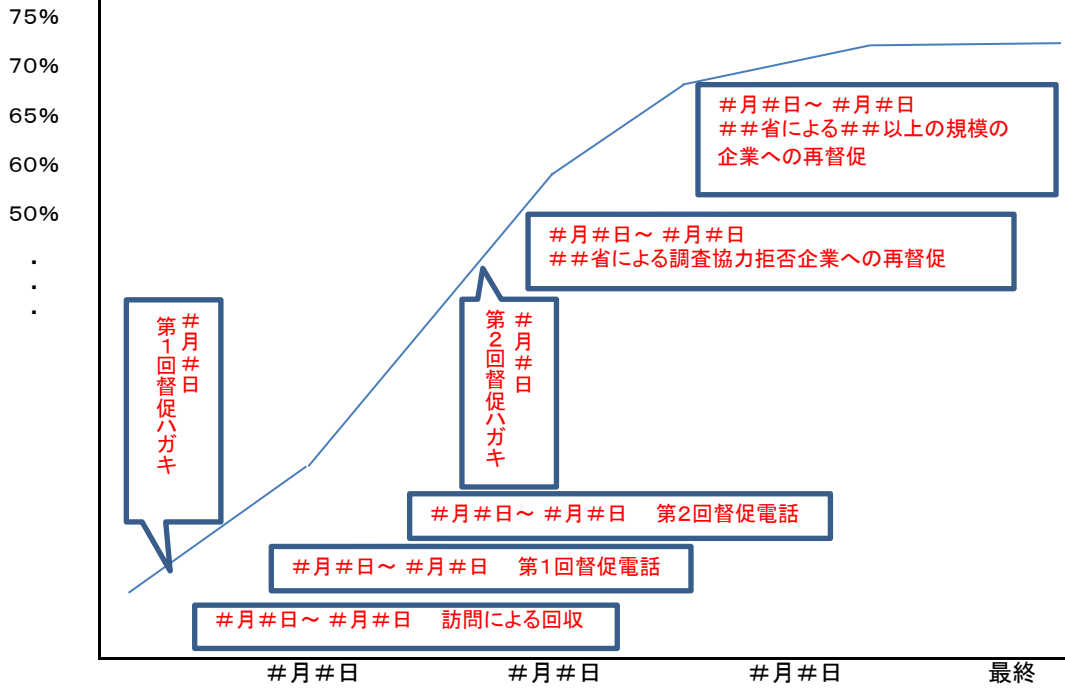 75%
70%
65%
60%
50%
．
．
．
＃月＃日～ ＃月＃日
＃＃省による＃＃以上の規模の
企業への再督促
＃月＃日～ ＃月＃日
＃＃省による調査協力拒否企業への再督促
＃月＃日
第１回督促ハガキ
＃月＃日
第２回督促ハガキ
＃月＃日～ ＃月＃日　第２回督促電話
＃月＃日～ ＃月＃日　第１回督促電話
＃月＃日～ ＃月＃日　訪問による回収
＃月＃日　＃月＃日　＃月＃日　最終